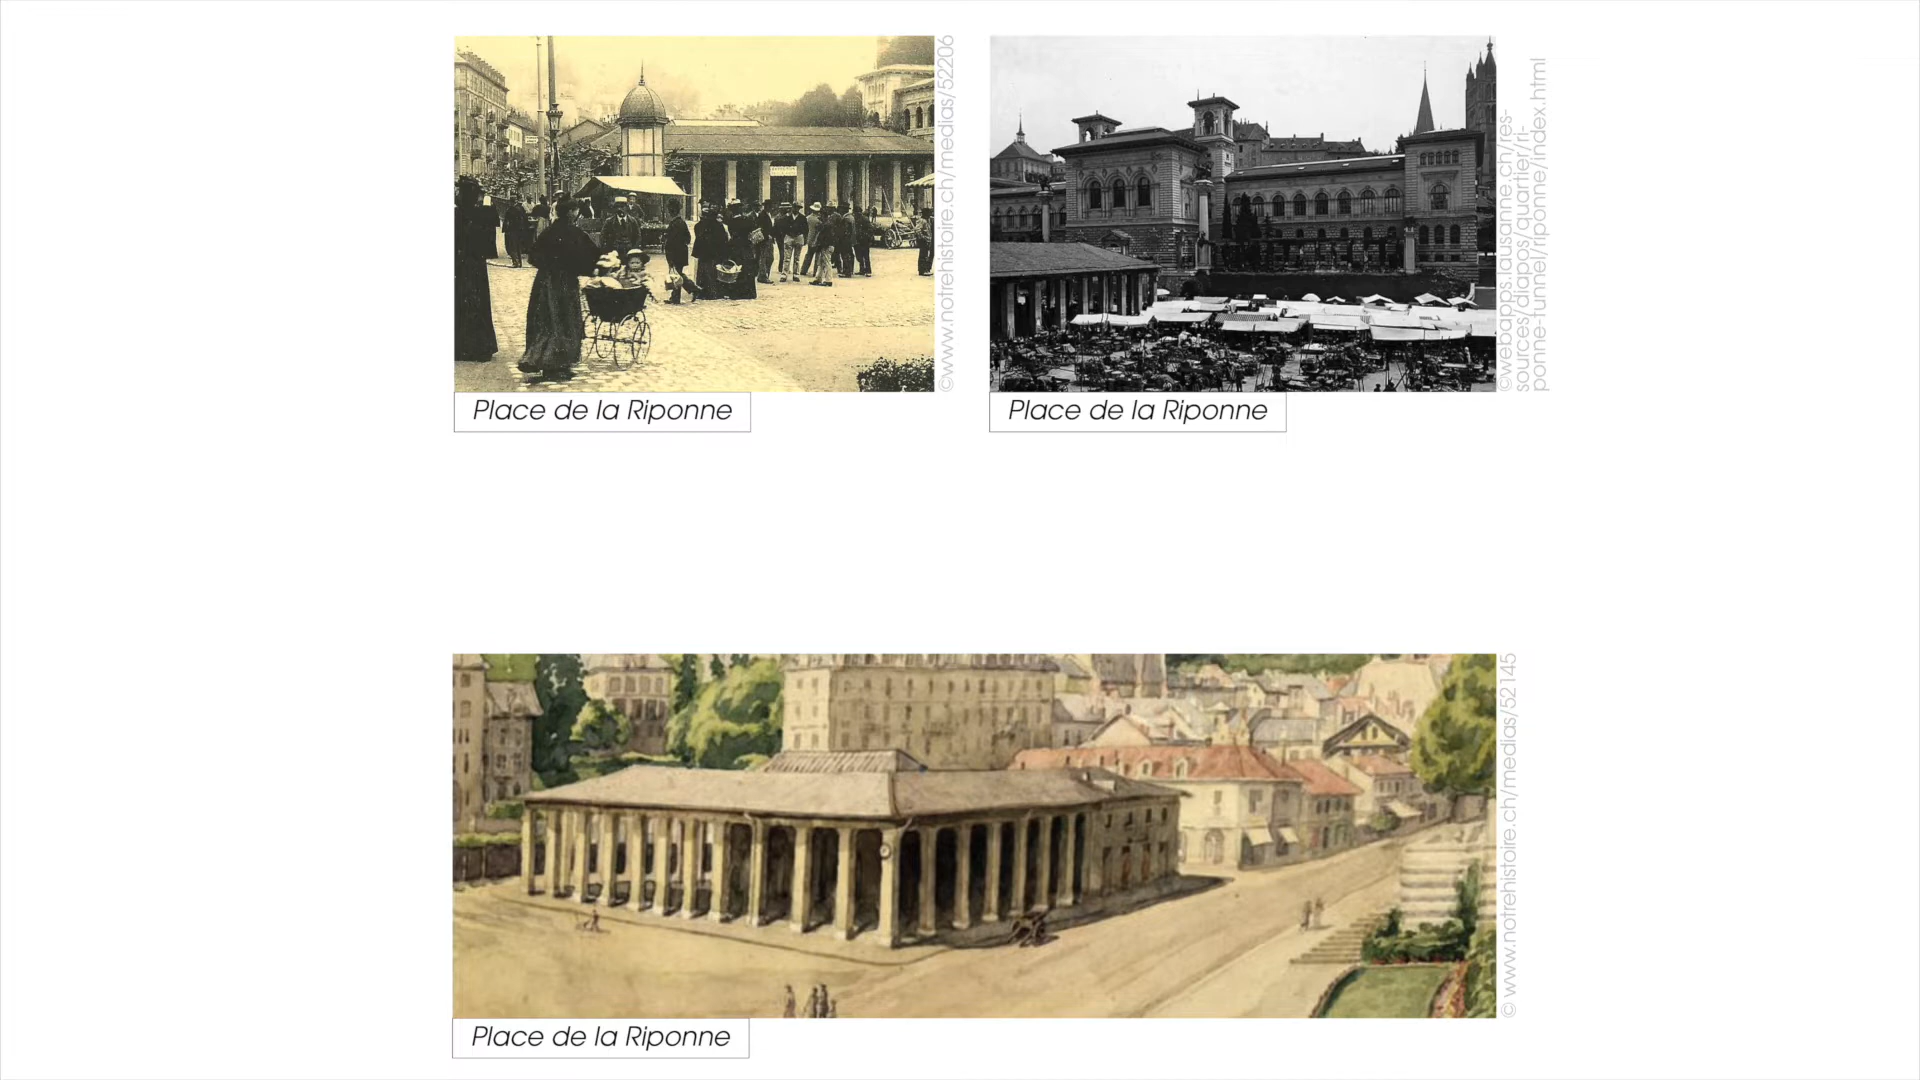 ©www.notrehistoire.ch/medias/52206
©webapps.lausanne.ch/res-
sources/diapos/quartier/ri-
ponne-tunnel/riponne/index.html
Place de la Riponne
Place de la Riponne
© www.notrehistoire.ch/medias/52145
Place de la Riponne